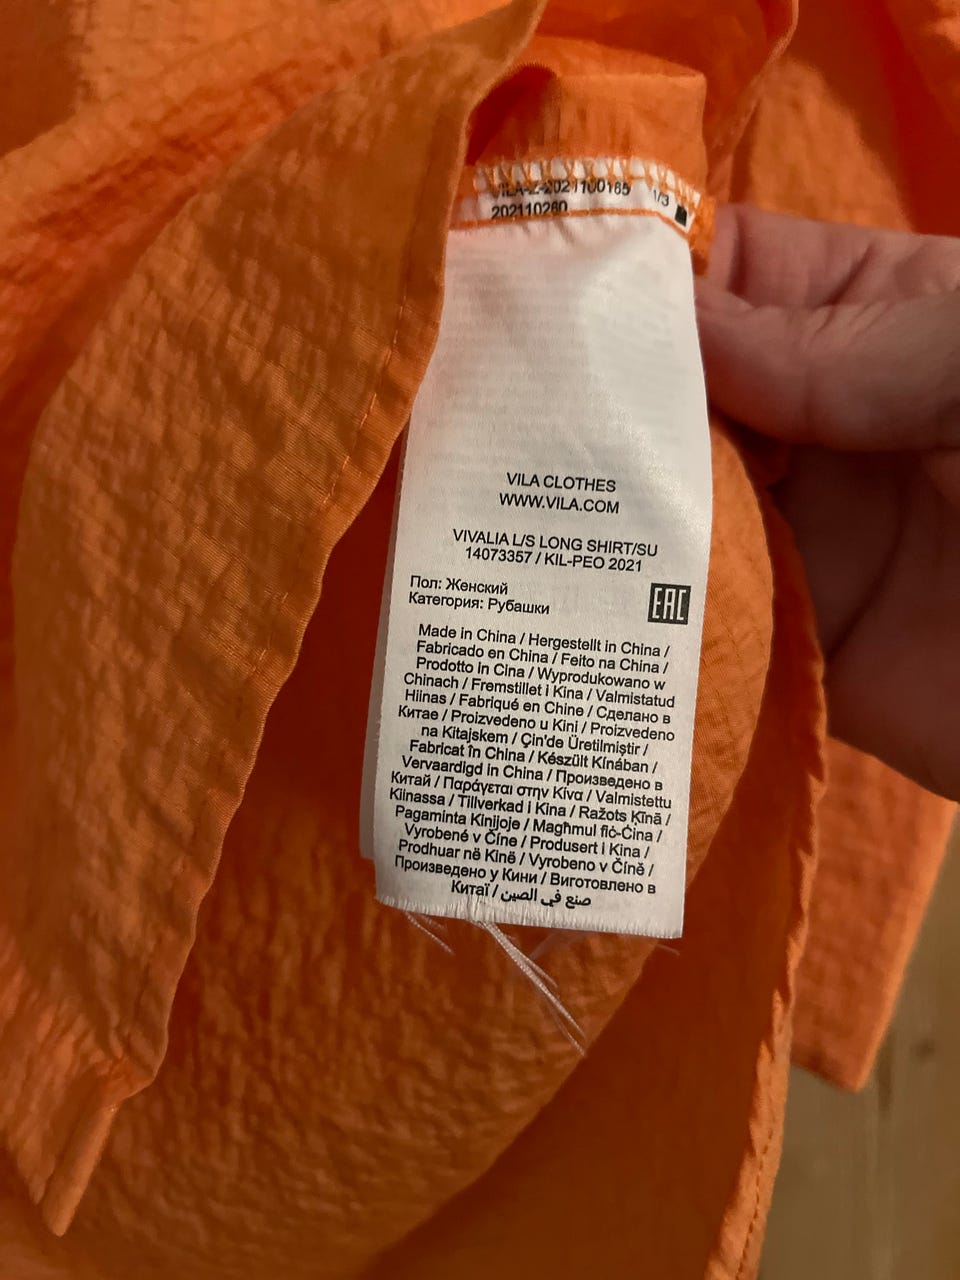 VILA-Z-2021100165 1/3
202110260
VILA CLOTHES
WWW.VILA.COM
VIVALIA L/S LONG SHIRT/SU
14073357 / KIL-PEO 2021
Пол: Женский
Категория: Рубашки
EAC
Made in China / Hergestellt in China /
Fabricado en China / Feito na China /
Prodotto in Cina / Wyprodukowano w
Chinach / Fremstillet i Kina / Valmistatud
Hiinas / Fabriqué en Chine / Сделано в
Китае / Proizvedeno u Kini / Proizvedeno
na Kitajskem / Çin'de Üretilmiştir /
Fabricat în China / Készült Kínában /
Vervaardigd in China / Произведено в
Китай / Παράγεται στην Κίνα / Valmistettu
Kiinassa / Tillverkad i Kina / Ražots Ķīnā /
Pagaminta Kinijoje / Magħmul fiċ-Ċina /
Vyrobené v Číne / Produsert i Kina /
Prodhuar në Kinë / Vyrobeno v Číně /
Произведено у Кини / Виготовлено в
Китаї / صنع في الصين